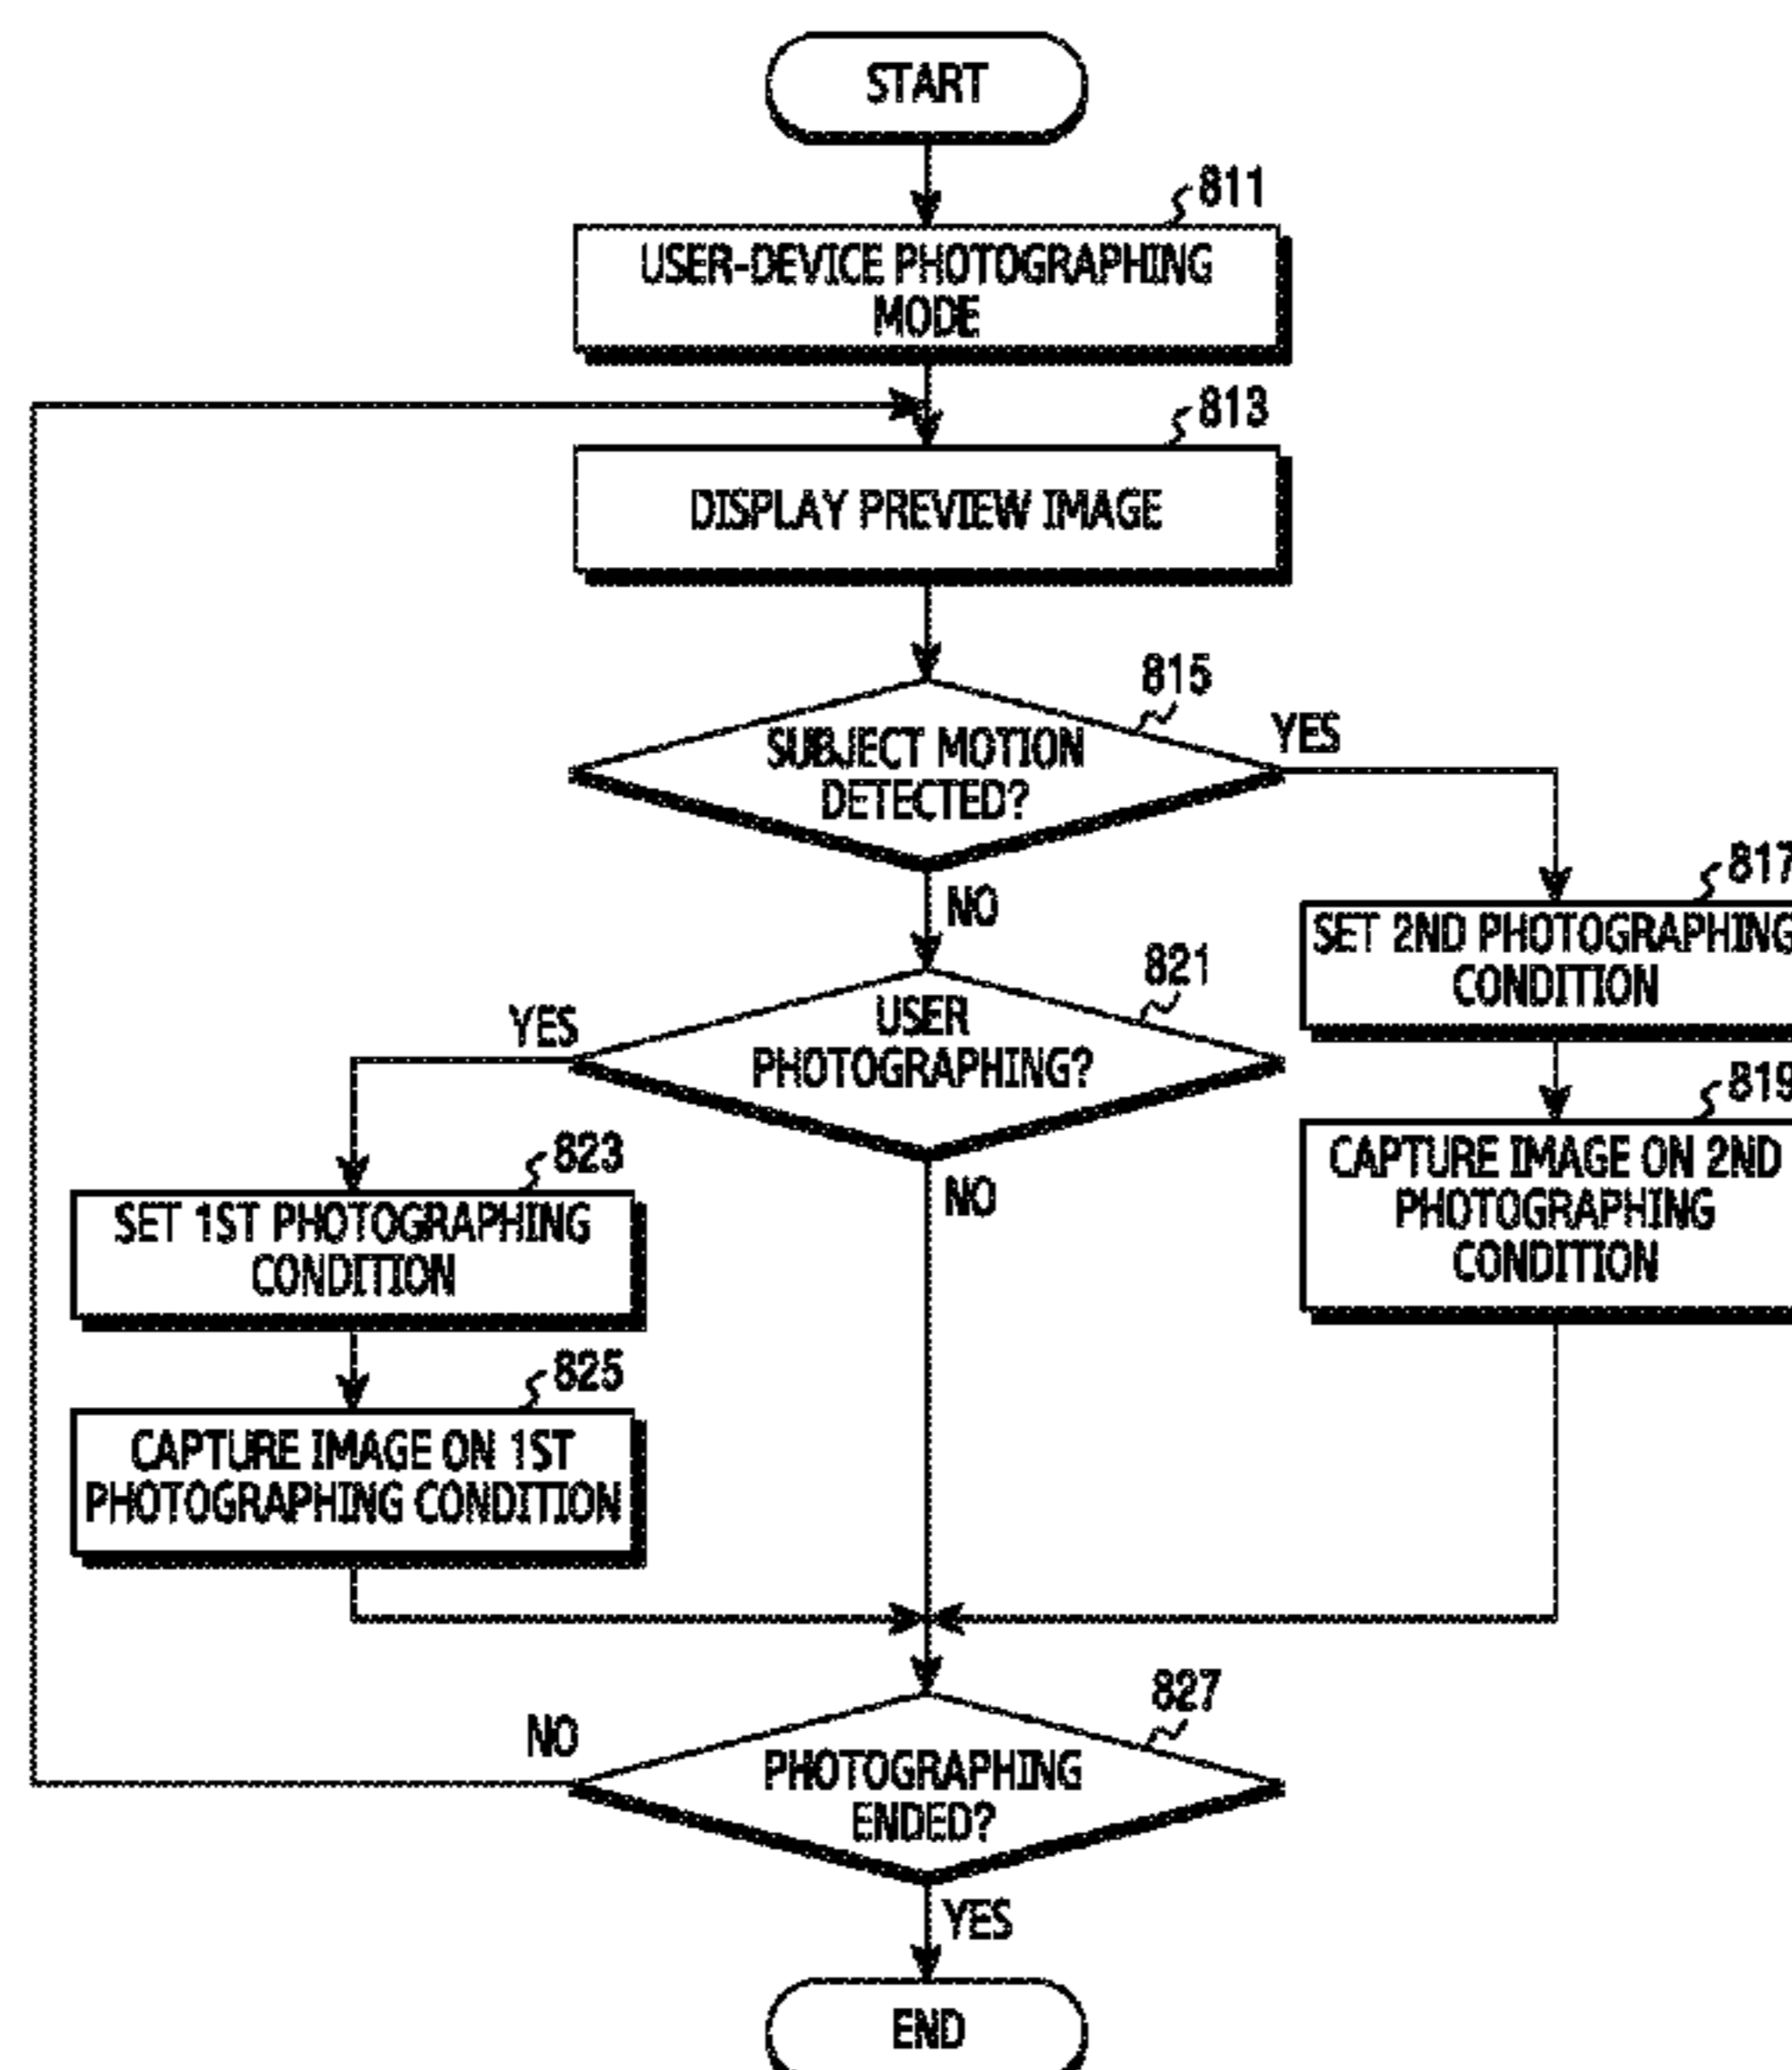 START
811
USER-DEVICE PHOTOGRAPHING
MODE
813
DISPLAY PREVIEW IMAGE
815
SUBJECT MOTION
DETECTED?
YES
NO
817
SET 2ND PHOTOGRAPHING
CONDITION
819
CAPTURE IMAGE ON 2ND
PHOTOGRAPHING
CONDITION
821
USER
PHOTOGRAPHING?
YES
NO
823
SET 1ST PHOTOGRAPHING
CONDITION
825
CAPTURE IMAGE ON 1ST
PHOTOGRAPHING CONDITION
827
PHOTOGRAPHING
ENDED?
NO
YES
END